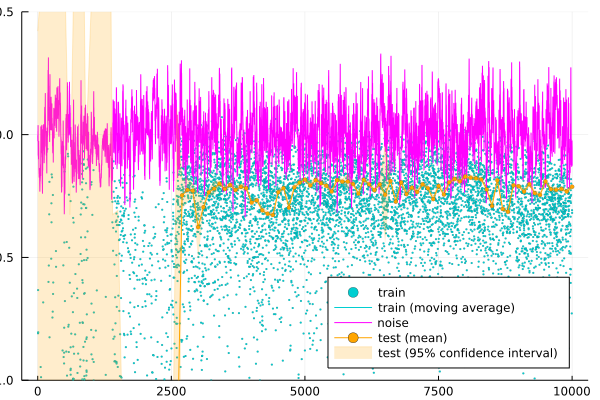 0.5
0.0
0.5
1.0
train
train (moving average)
noise
test (mean)
test (95% confidence interval)
0 2500 5000 7500 10000